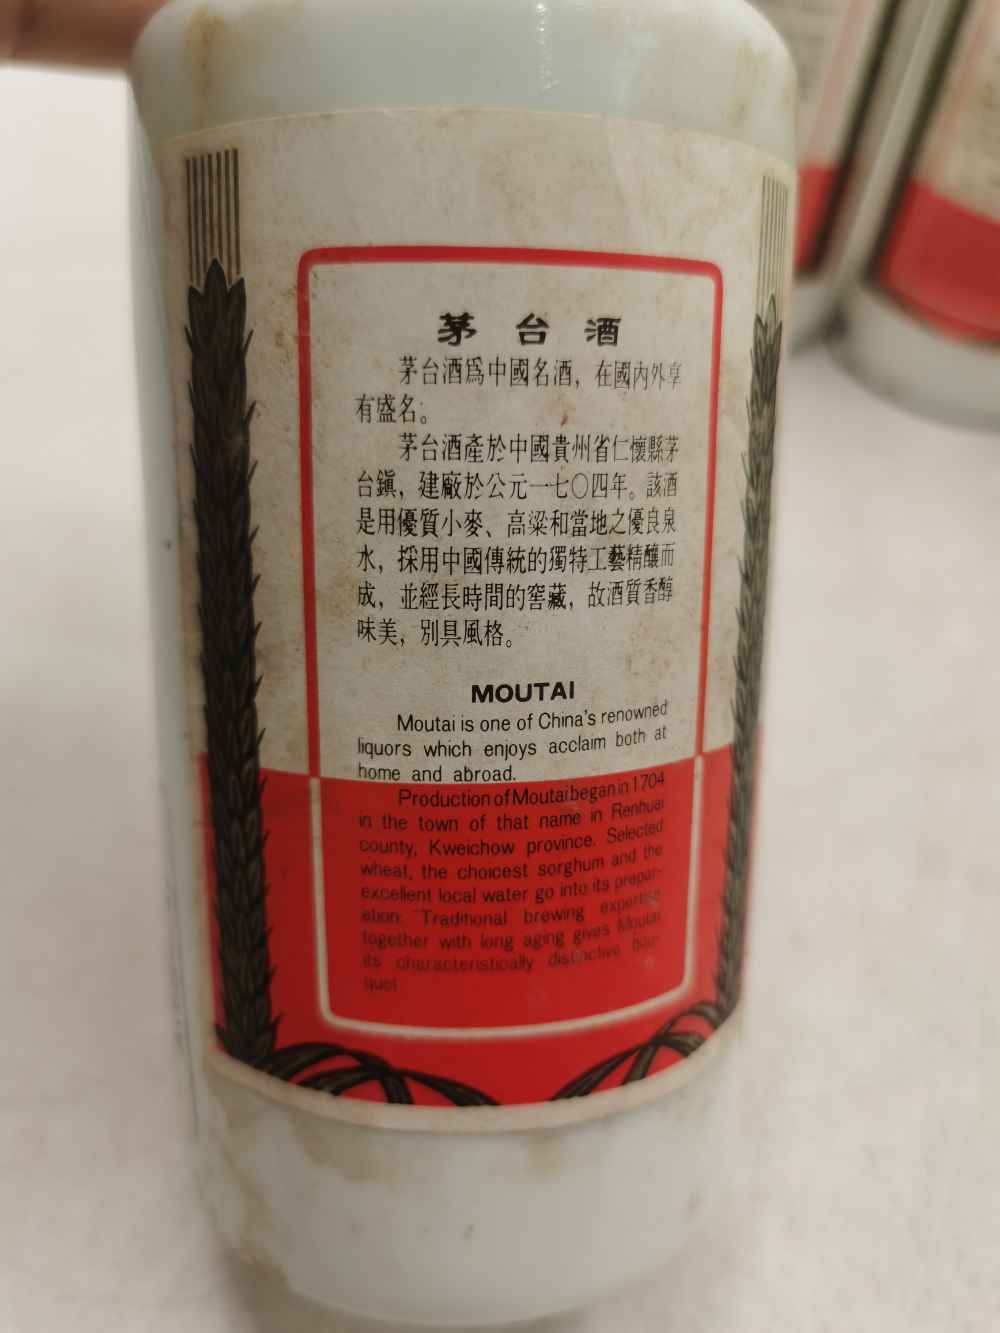 茅台酒
茅台酒爲中國名酒，在國内外享
有盛名。
茅台酒產於中國貴州省仁懷縣茅
台鎮，建廠於公元一七〇四年。該酒
是用優質小麥、高粱和當地之優良泉
水，採用中國傳統的獨特工藝精釀而
成，並經長時間的窖藏，故酒質香醇
味美，別具風格。
MOUTAI
Moutai is one of China's renowned
liquors which enjoys acclaim both at
home and abroad.
Production of Moutai began in 1704
in the town of that name in Renhuai
county, Kweichow province. Selected
wheat, the choicest sorghum and the
excellent local water go into its prepar-
ation. Traditional brewing expertise
together with long aging gives Moutai
its characteristically distinctive bou-
quet